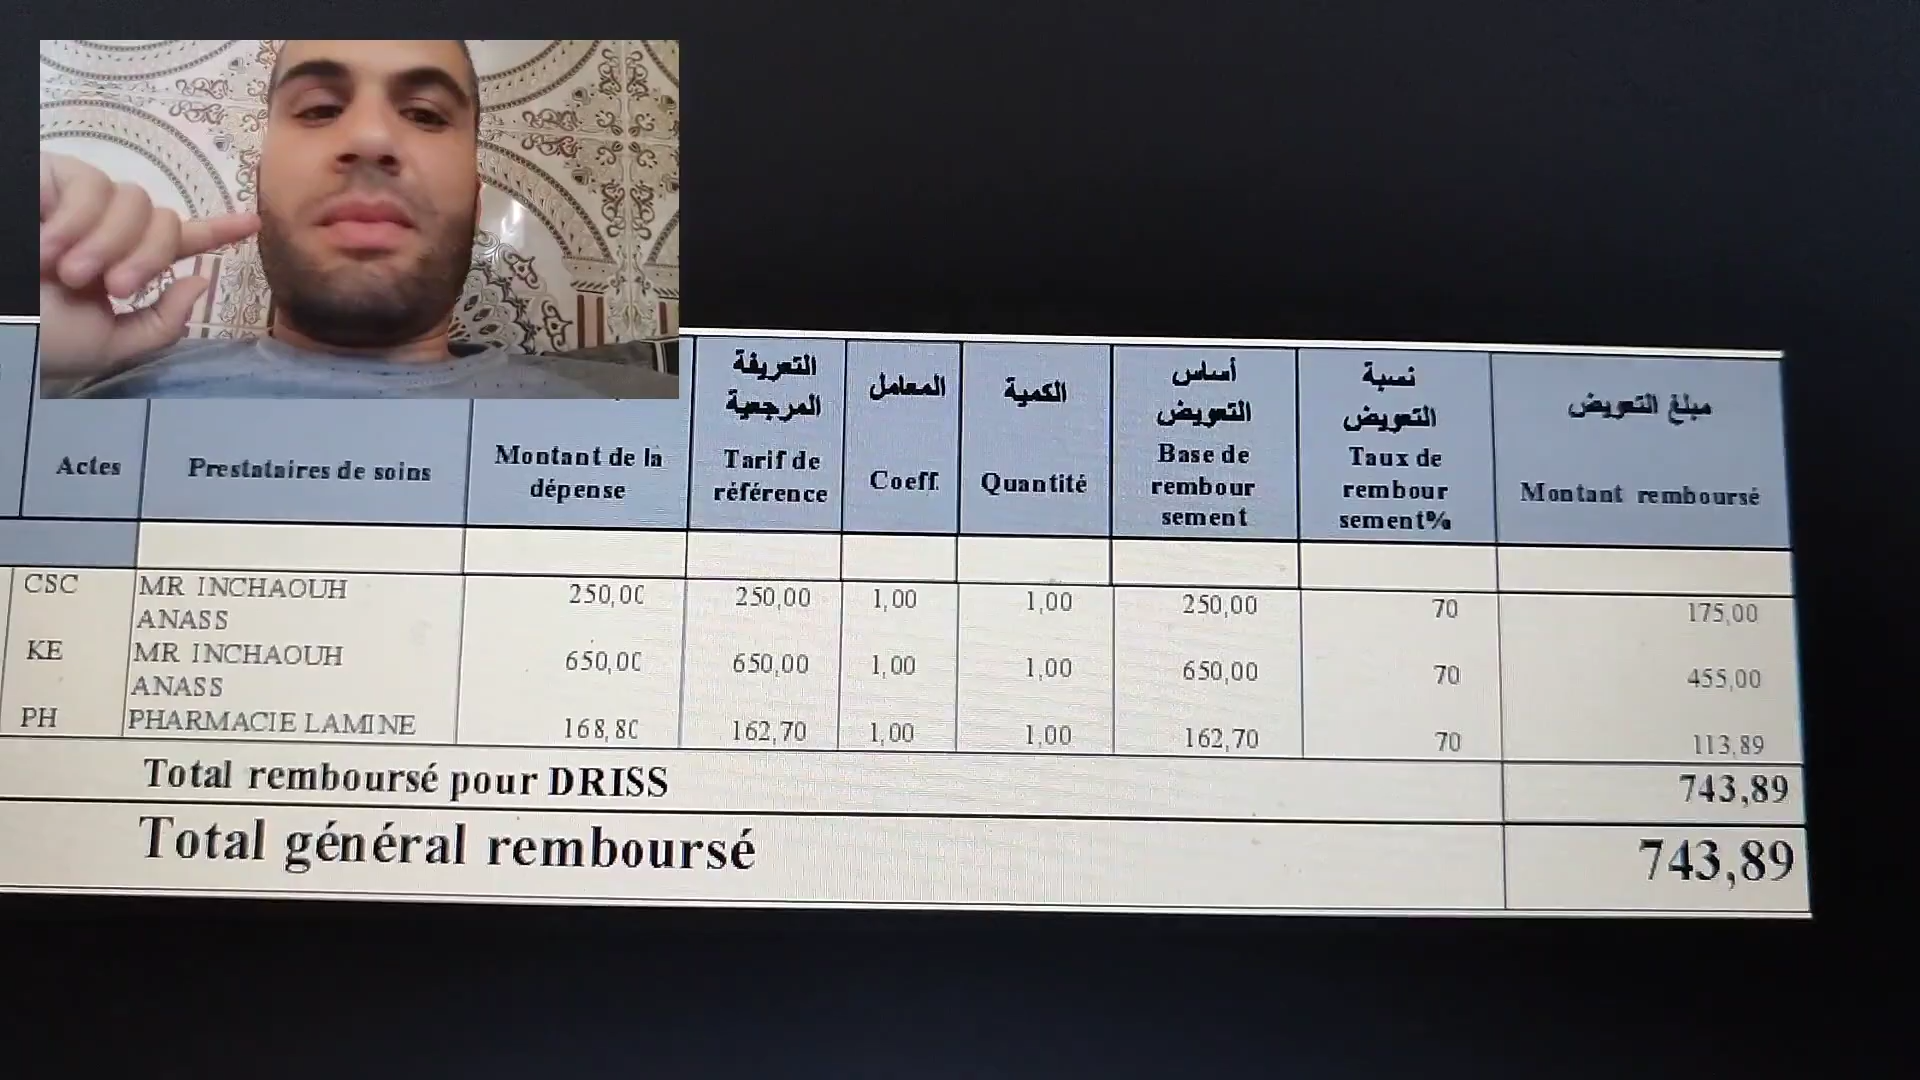 التعريفة المرجعية
المعامل
الكمية
أساس التعويض
نسبة التعويض
مبلغ التعويض
Actes
Prestataires de soins
Montant de la dépense
Tarif de référence
Coeff.
Quantité
Base de rembour sement
Taux de rembour sement%
Montant remboursé
CSC MR INCHAOUH ANASS 250,00 250,00 1,00 1,00 250,00 70 175,00
KE MR INCHAOUH ANASS 650,00 650,00 1,00 1,00 650,00 70 455,00
PH PHARMACIE LAMINE 168,80 162,70 1,00 1,00 162,70 70 113,89
Total remboursé pour DRISS 743,89
Total général remboursé 743,89